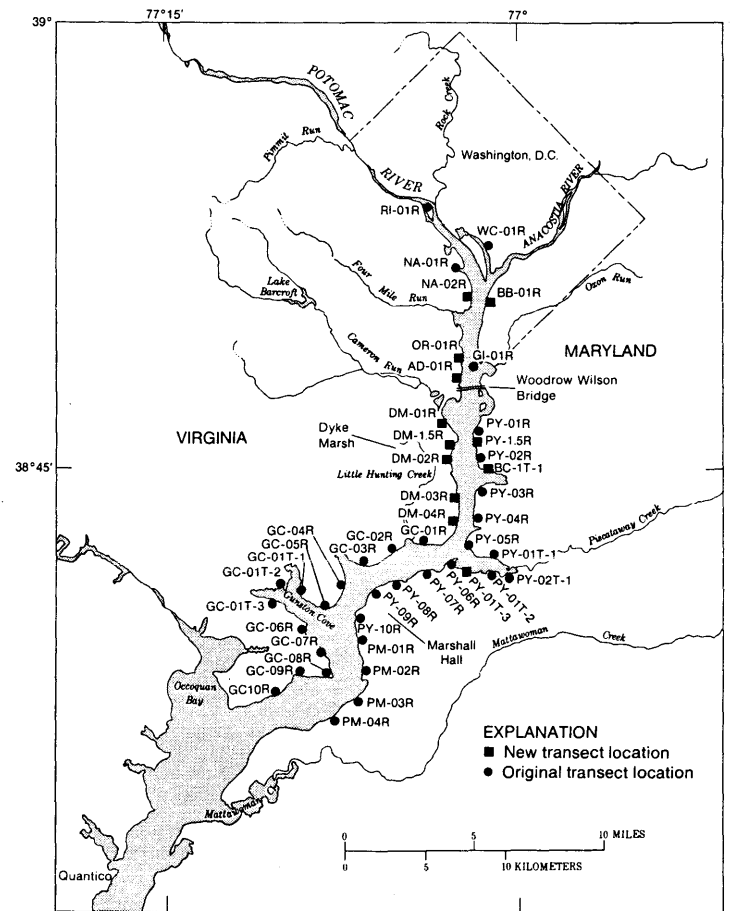 77°15'
77°
39°
POTOMAC
RIVER
Pimmit Run
Rock Creek
Washington, D.C.
ANACOSTIA RIVER
RI-01R
WC-01R
NA-01R
NA-02R
BB-01R
Four Mile Run
Lake Barcroft
Oxon Run
Cameron Run
OR-01R
GI-01R
AD-01R
MARYLAND
Woodrow Wilson
Bridge
DM-01R
PY-01R
Dyke
Marsh
DM-1.5R
PY-1.5R
VIRGINIA
DM-02R
PY-02R
38°45'
BC-1T-1
Little Hunting Creek
DM-03R
PY-03R
DM-04R
PY-04R
Piscataway Creek
GC-01R
GC-02R
GC-03R
GC-04R
GC-05R
GC-01T-1
GC-01T-2
GC-01T-3
PY-05R
PY-01T-1
PY-02T-1
PY-01T-2
PY-01T-3
PY-06R
PY-07R
PY-08R
PY-09R
Gunston Cove
GC-06R
PY-10R
Marshall
Hall
Mattawoman Creek
GC-07R
PM-01R
GC-08R
GC-09R
PM-02R
Occoquan
Bay
GC10R
PM-03R
PM-04R
EXPLANATION
New transect location
Original transect location
Mattawoman Cr
0 5 10 MILES
0 5 10 KILOMETERS
Quantico